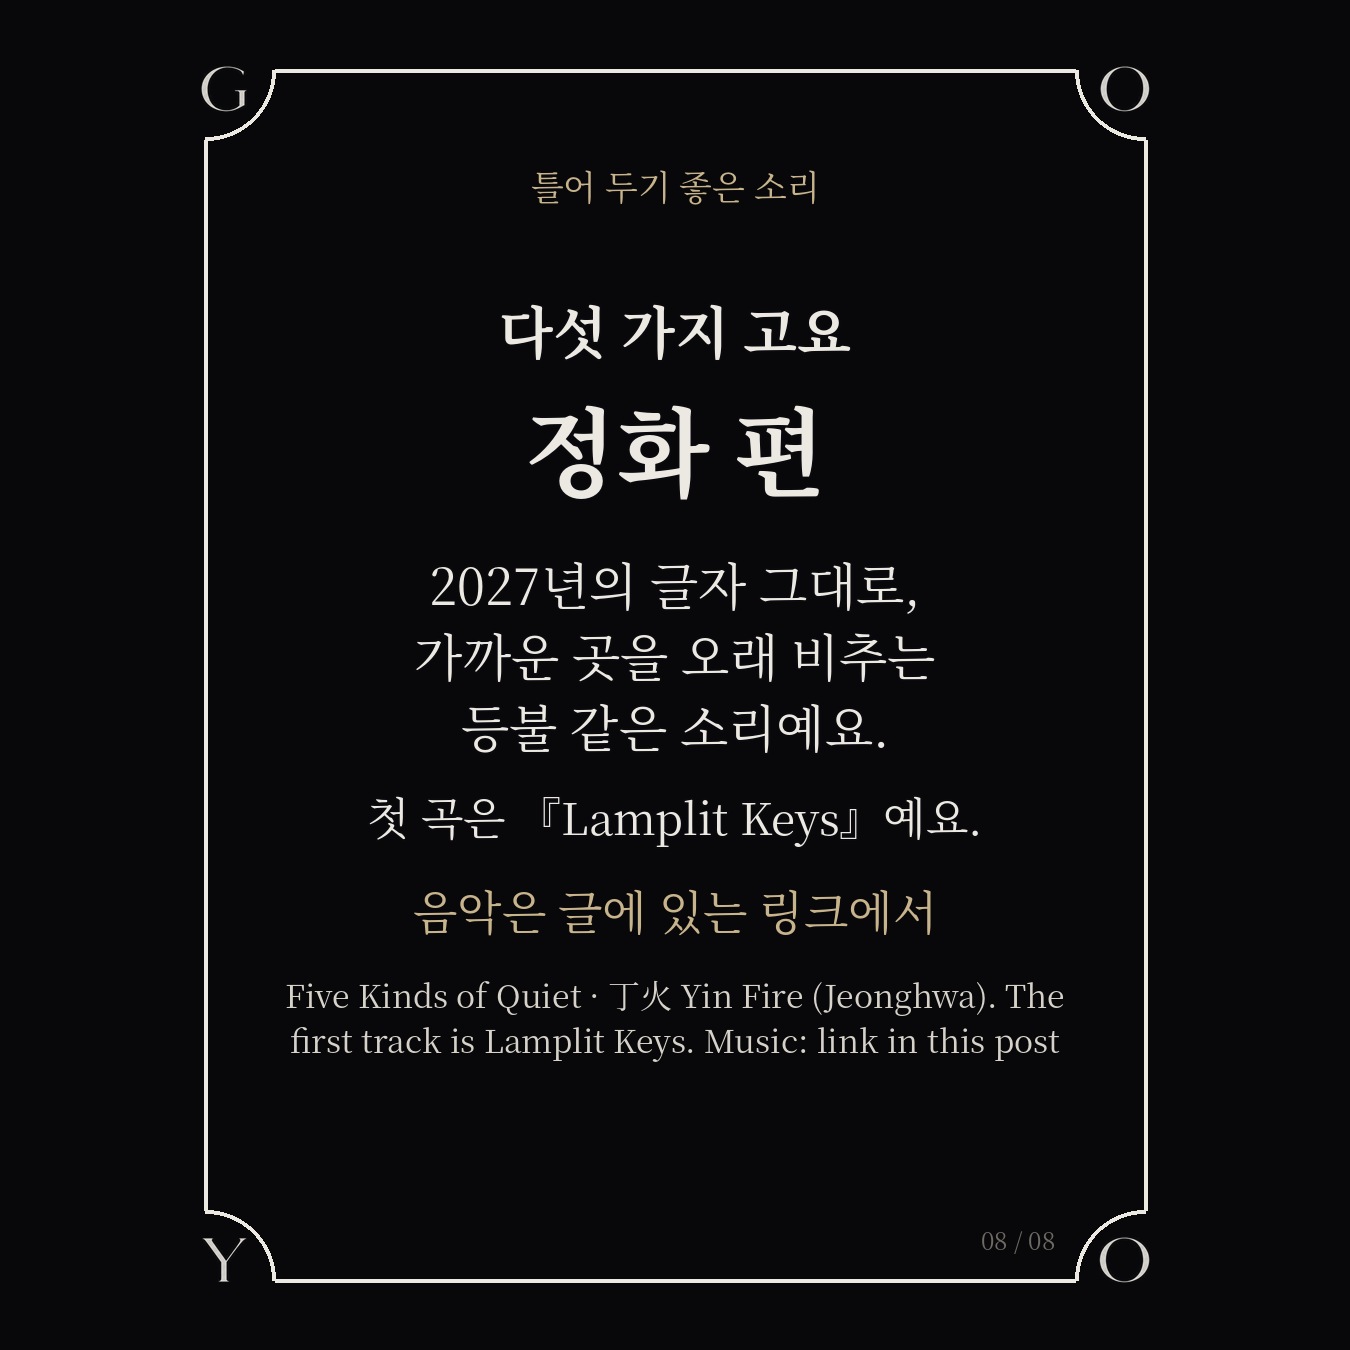 G O
틀어 두기 좋은 소리
다섯 가지 고요
정화 편
2027년의 글자 그대로,
가까운 곳을 오래 비추는
등불 같은 소리예요.
첫 곡은 『Lamplit Keys』예요.
음악은 글에 있는 링크에서
Five Kinds of Quiet · 丁火 Yin Fire (Jeonghwa). The
first track is Lamplit Keys. Music: link in this post
08 / 08
Y O